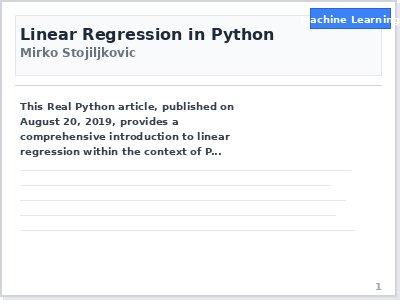 Machine Learning
Linear Regression in Python
Mirko Stojiljkovic
This Real Python article, published on
August 20, 2019, provides a
comprehensive introduction to linear
regression within the context of P...
1